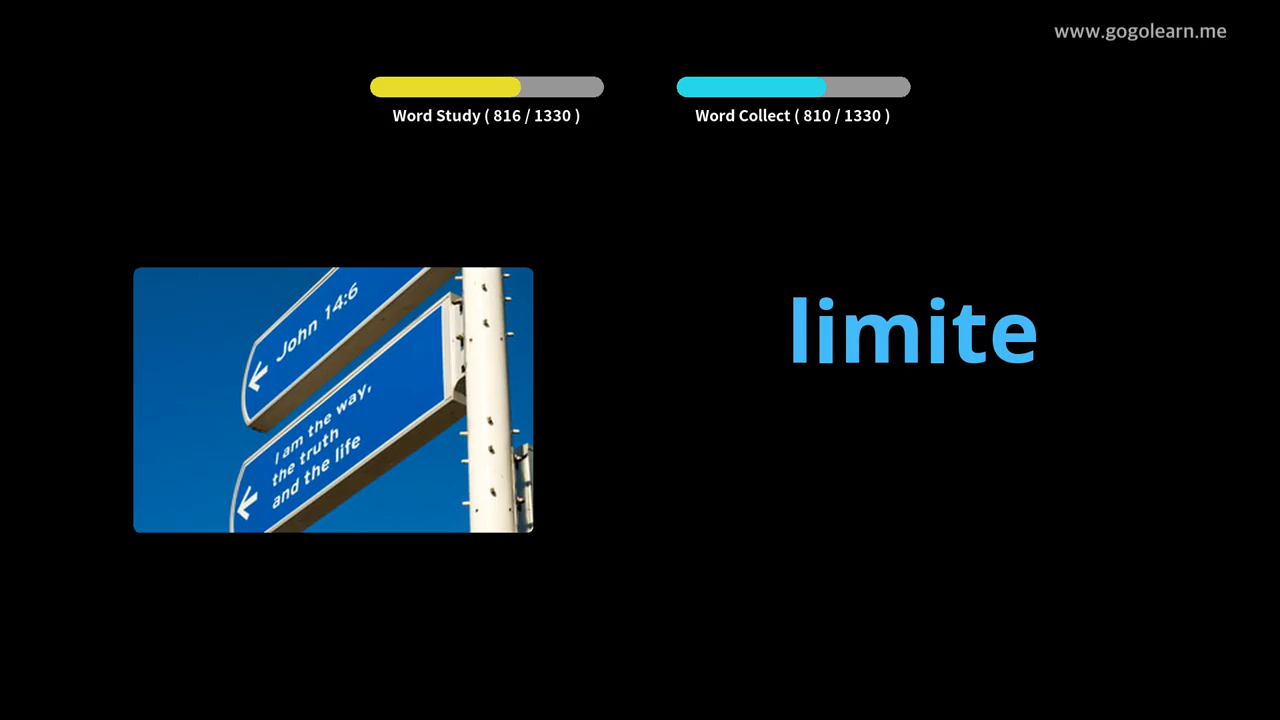 www.gogolearn.me
Word Study ( 816 / 1330 )
Word Collect ( 810 / 1330 )
John 14:6
I am the way,
the truth
and the life
limite